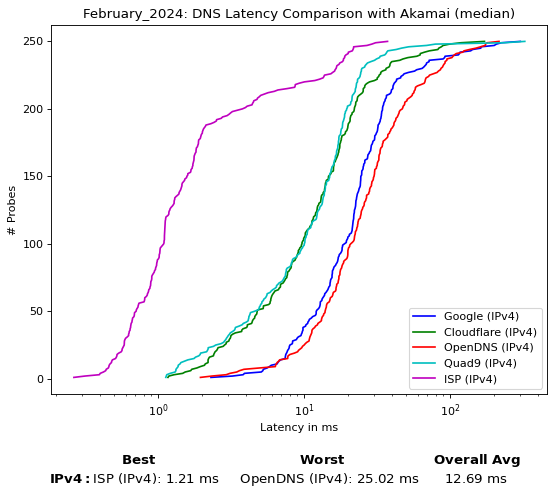 February_2024: DNS Latency Comparison with Akamai (median)
250
200
150
100
50
0
# Probes
Google (IPv4)
Cloudflare (IPv4)
OpenDNS (IPv4)
Quad9 (IPv4)
ISP (IPv4)
10⁰ 10¹ 10²
Latency in ms
Best Worst Overall Avg
IPv4: ISP (IPv4): 1.21 ms OpenDNS (IPv4): 25.02 ms 12.69 ms